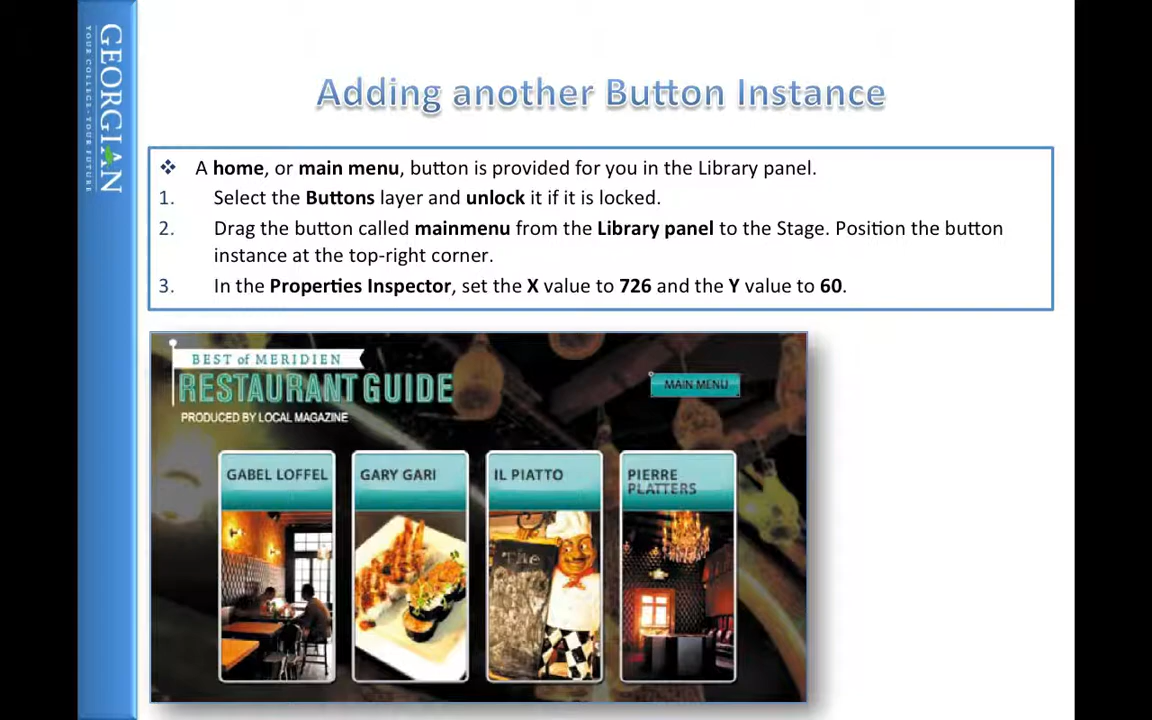 GEORGIAN
YOUR COLLEGE · YOUR FUTURE
Adding another Button Instance
❖ A home, or main menu, button is provided for you in the Library panel.
1. Select the Buttons layer and unlock it if it is locked.
2. Drag the button called mainmenu from the Library panel to the Stage. Position the button
instance at the top-right corner.
3. In the Properties Inspector, set the X value to 726 and the Y value to 60.
BEST of MERIDIEN
RESTAURANT GUIDE
PRODUCED BY LOCAL MAGAZINE
MAIN MENU
GABEL LOFFEL
GARY GARI
IL PIATTO
PIERRE
PLATTERS
The